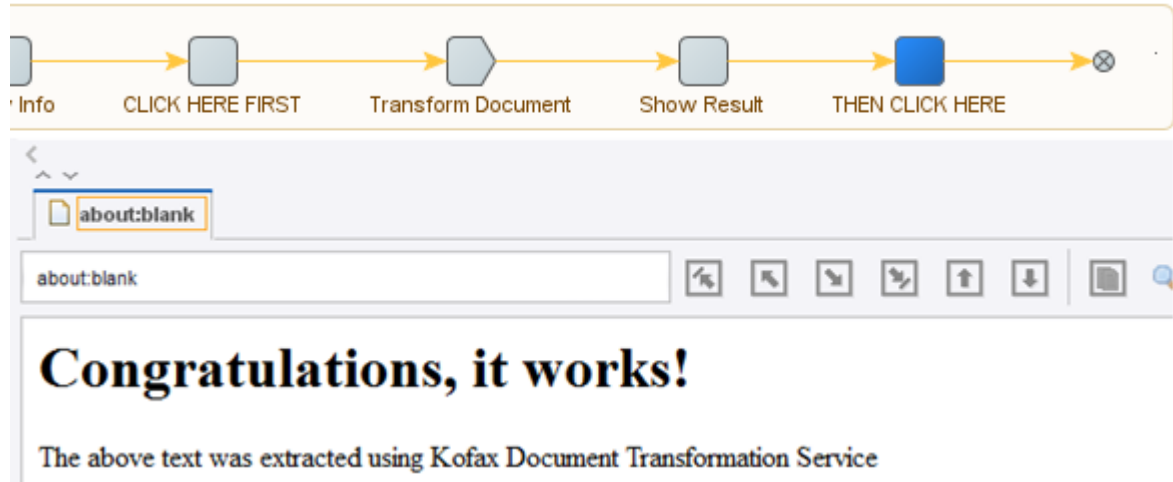 Info
CLICK HERE FIRST
Transform Document
Show Result
THEN CLICK HERE
about:blank
about:blank
Congratulations, it works!
The above text was extracted using Kofax Document Transformation Service